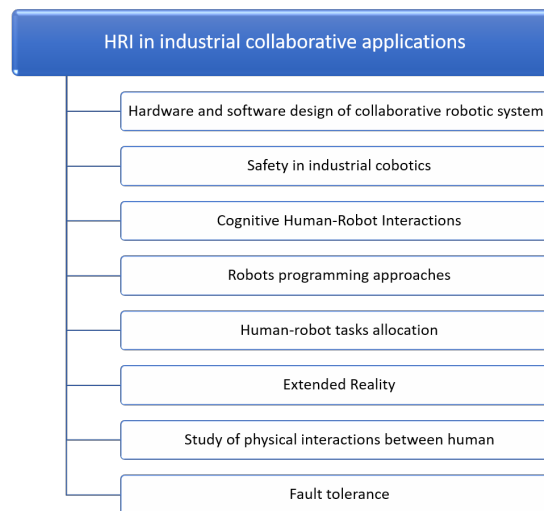 HRI in industrial collaborative applications
Hardware and software design of collaborative robotic system
Safety in industrial cobotics
Cognitive Human-Robot Interactions
Robots programming approaches
Human-robot tasks allocation
Extended Reality
Study of physical interactions between human
Fault tolerance